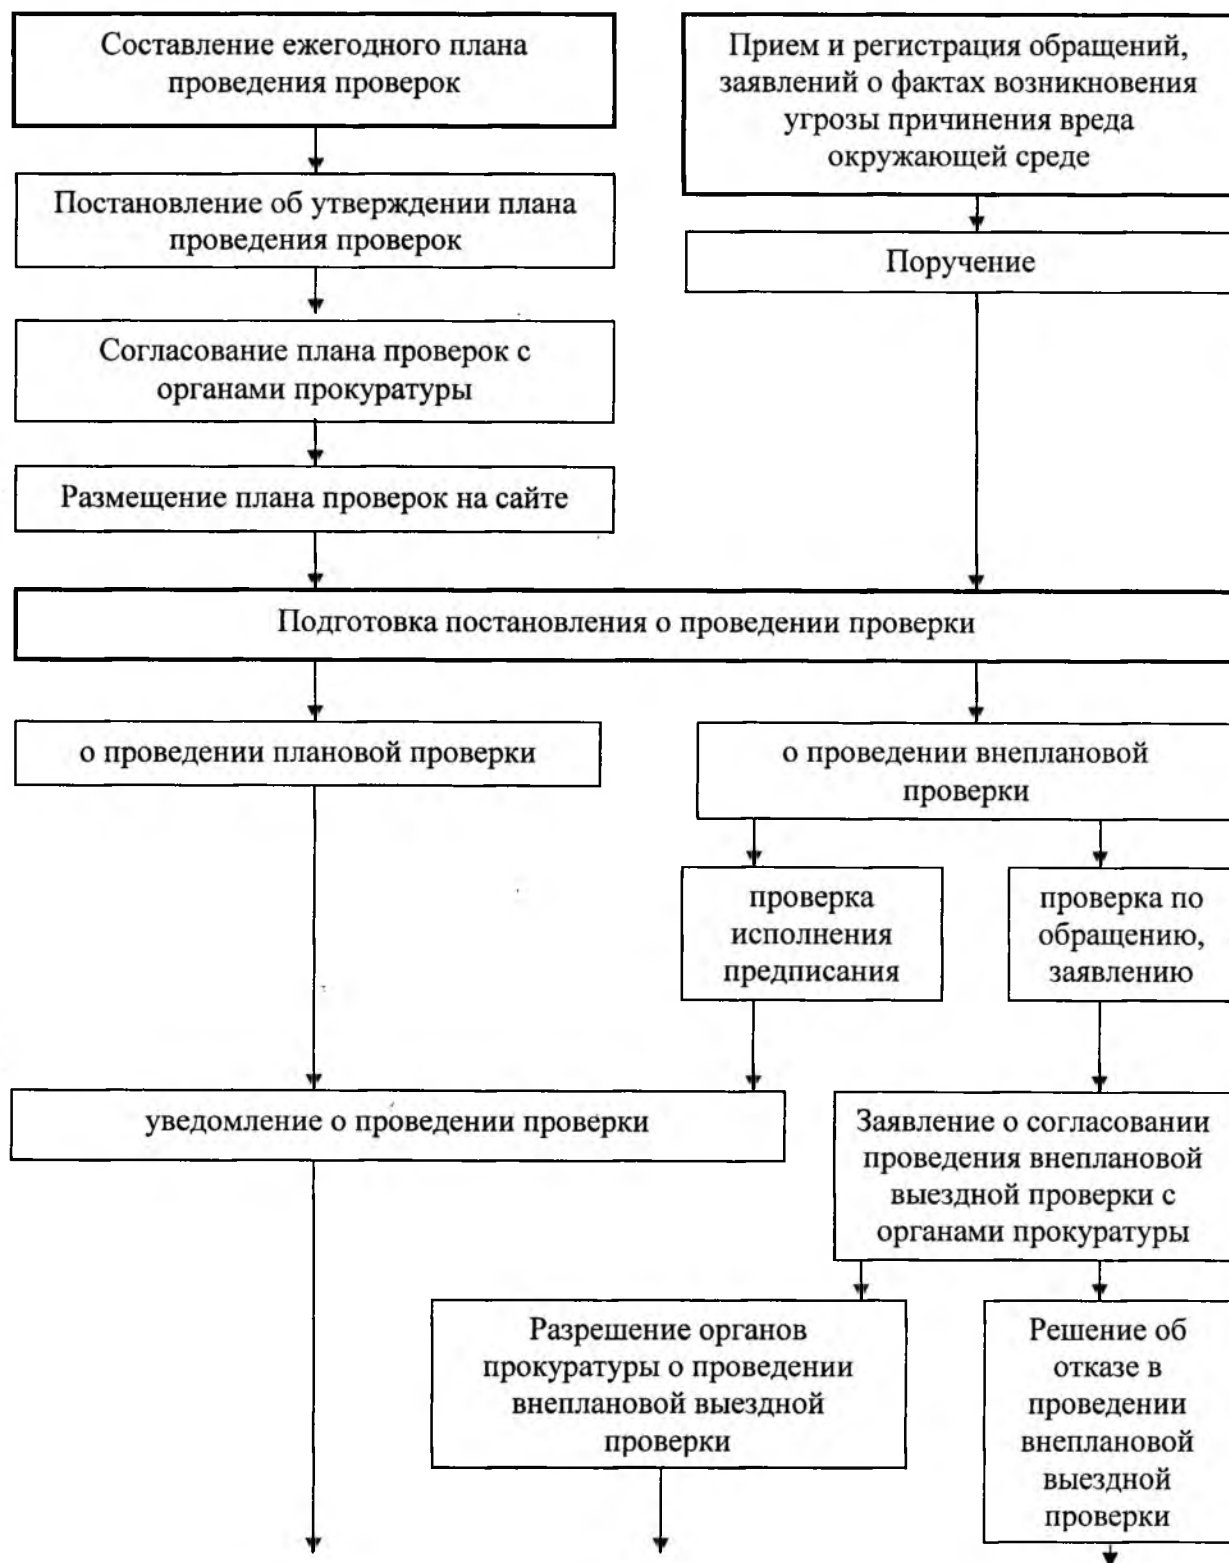 Составление ежегодного плана
проведения проверок
Прием и регистрация обращений,
заявлений о фактах возникновения
угрозы причинения вреда
окружающей среде
Постановление об утверждении плана
проведения проверок
Поручение
Согласование плана проверок с
органами прокуратуры
Размещение плана проверок на сайте
Подготовка постановления о проведении проверки
о проведении плановой проверки
о проведении внеплановой
проверки
проверка
исполнения
предписания
проверка по
обращению,
заявлению
уведомление о проведении проверки
Заявление о согласовании
проведения внеплановой
выездной проверки с
органами прокуратуры
Разрешение органов
прокуратуры о проведении
внеплановой выездной
проверки
Решение об
отказе в
проведении
внеплановой
выездной
проверки